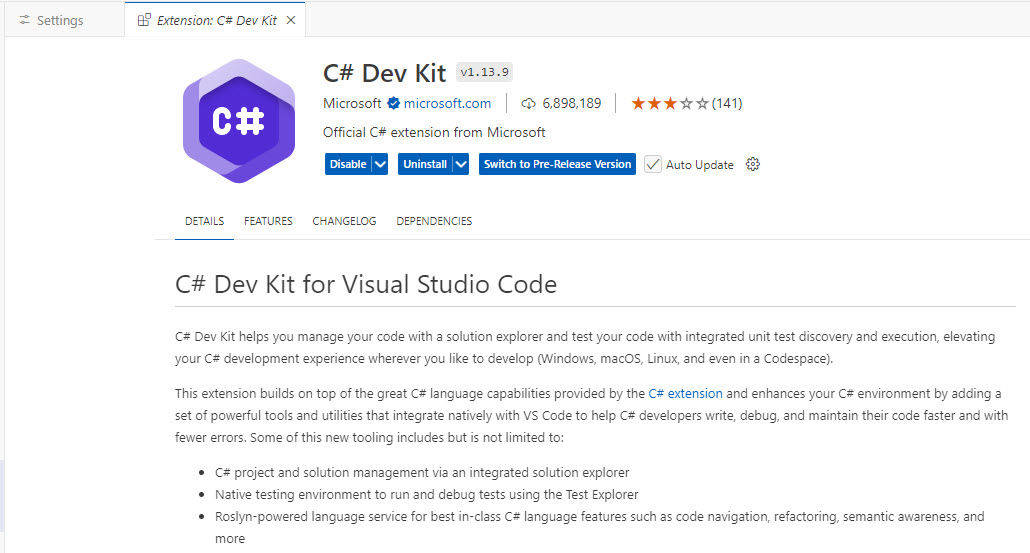 Settings
Extension: C# Dev Kit
C#
C# Dev Kit v1.13.9
Microsoft microsoft.com 6,898,189 (141)
Official C# extension from Microsoft
Disable Uninstall Switch to Pre-Release Version Auto Update
DETAILS FEATURES CHANGELOG DEPENDENCIES
C# Dev Kit for Visual Studio Code
C# Dev Kit helps you manage your code with a solution explorer and test your code with integrated unit test discovery and execution, elevating
your C# development experience wherever you like to develop (Windows, macOS, Linux, and even in a Codespace).
This extension builds on top of the great C# language capabilities provided by the C# extension and enhances your C# environment by adding a
set of powerful tools and utilities that integrate natively with VS Code to help C# developers write, debug, and maintain their code faster and with
fewer errors. Some of this new tooling includes but is not limited to:
• C# project and solution management via an integrated solution explorer
• Native testing environment to run and debug tests using the Test Explorer
• Roslyn-powered language service for best in-class C# language features such as code navigation, refactoring, semantic awareness, and
more